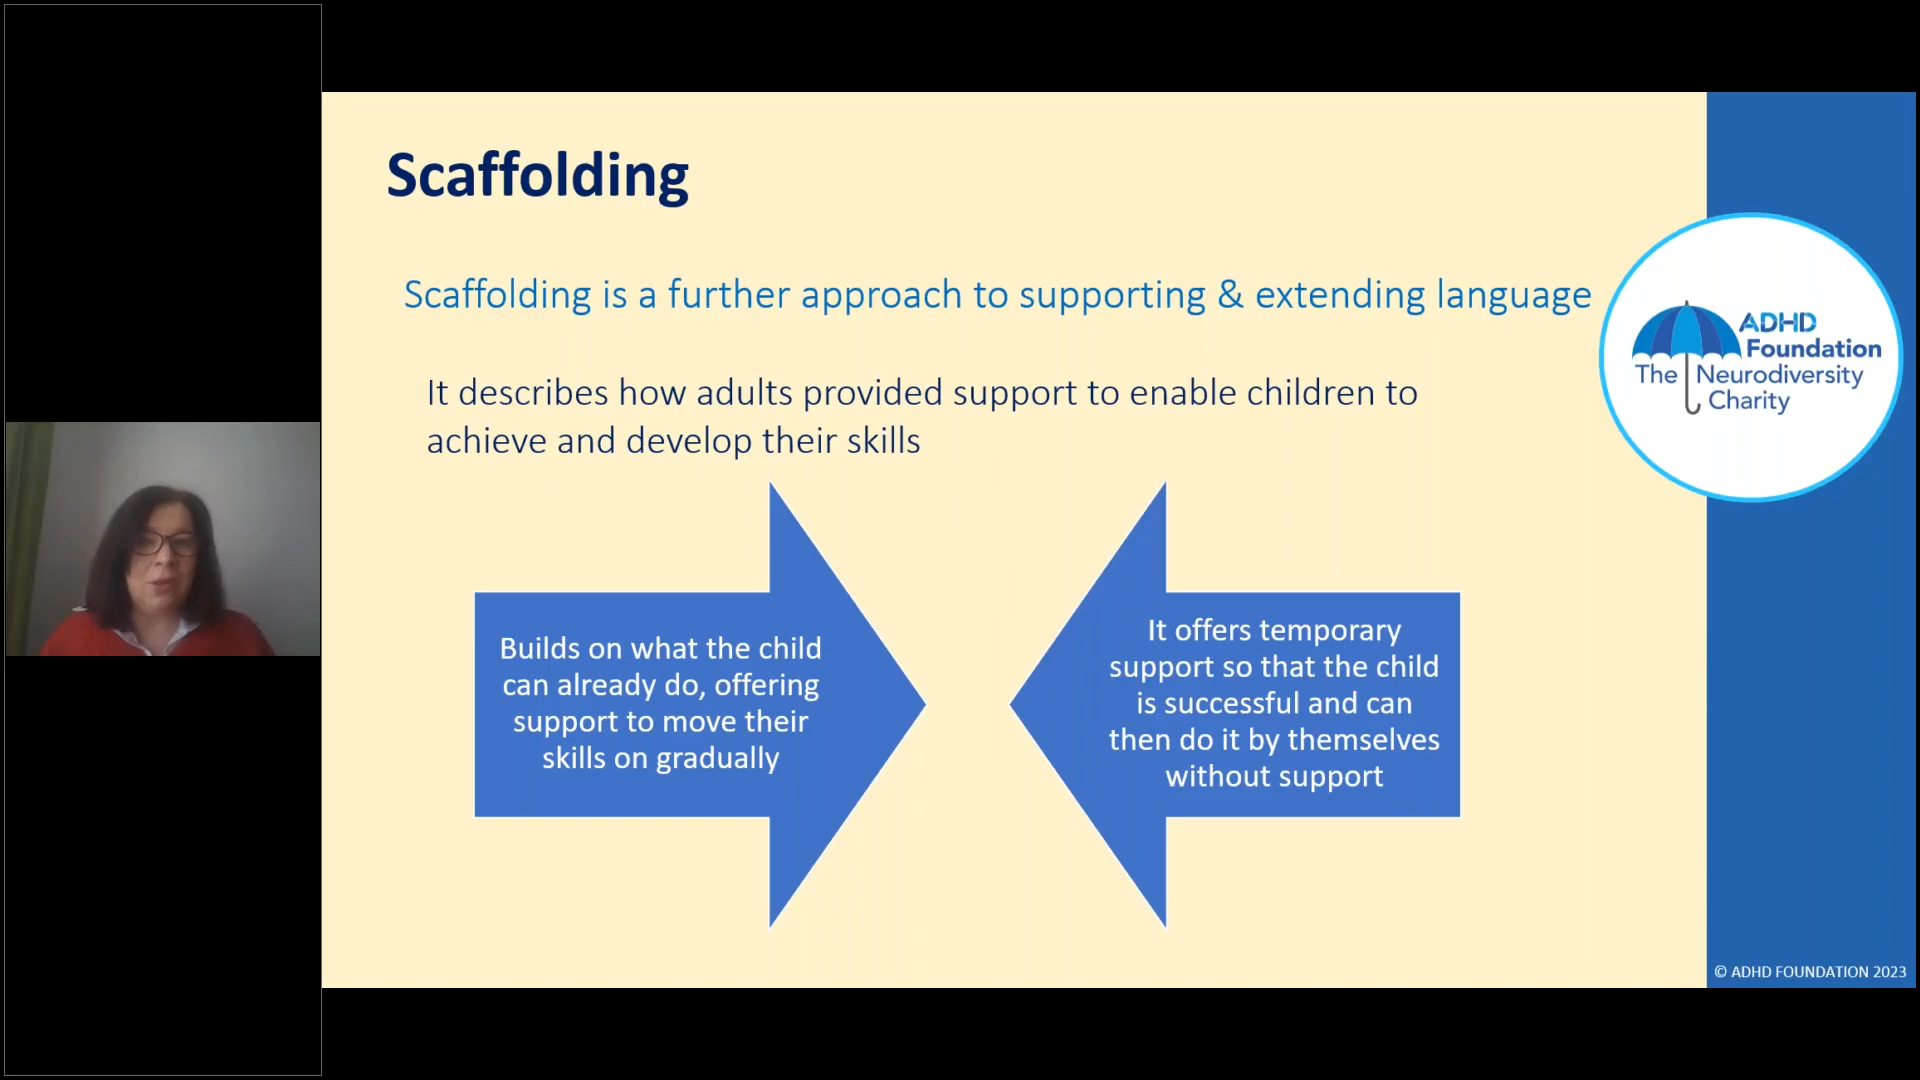 Scaffolding
Scaffolding is a further approach to supporting & extending language
It describes how adults provided support to enable children to
achieve and develop their skills
Builds on what the child
can already do, offering
support to move their
skills on gradually
It offers temporary
support so that the child
is successful and can
then do it by themselves
without support
ADHD
Foundation
The Neurodiversity
Charity
© ADHD FOUNDATION 2023